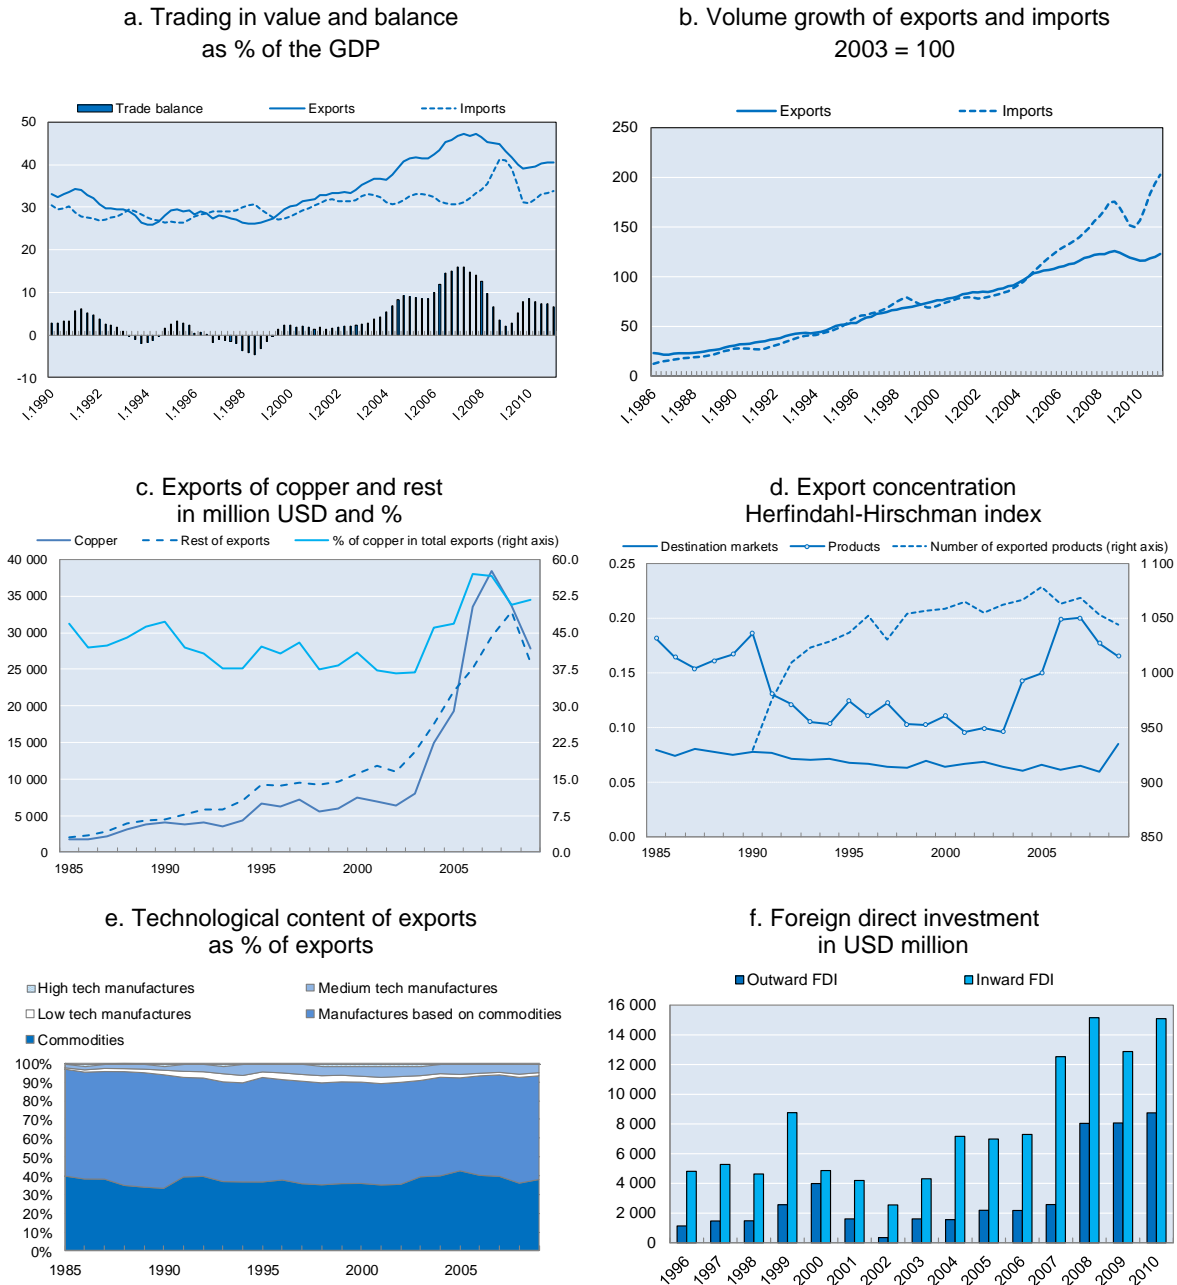 a. Trading in value and balance
as % of the GDP
Trade balance Exports Imports
50
40
30
20
10
0
-10
I.1990 I.1992 I.1994 I.1996 I.1998 I.2000 I.2002 I.2004 I.2006 I.2008 I.2010
b. Volume growth of exports and imports
2003 = 100
Exports Imports
250
200
150
100
50
0
I.1986 I.1988 I.1990 I.1992 I.1994 I.1996 I.1998 I.2000 I.2002 I.2004 I.2006 I.2008 I.2010
c. Exports of copper and rest
in million USD and %
Copper Rest of exports % of copper in total exports (right axis)
40 000 60.0
35 000 52.5
30 000 45.0
25 000 37.5
20 000 30.0
15 000 22.5
10 000 15.0
5 000 7.5
0 0.0
1985 1990 1995 2000 2005
d. Export concentration
Herfindahl-Hirschman index
Destination markets Products Number of exported products (right axis)
0.25 1 100
0.20 1 050
0.15 1 000
0.10 950
0.05 900
0.00 850
1985 1990 1995 2000 2005
e. Technological content of exports
as % of exports
High tech manufactures Medium tech manufactures
Low tech manufactures Manufactures based on commodities
Commodities
100%
90%
80%
70%
60%
50%
40%
30%
20%
10%
0%
1985 1990 1995 2000 2005
f. Foreign direct investment
in USD million
Outward FDI Inward FDI
16 000
14 000
12 000
10 000
8 000
6 000
4 000
2 000
0
1996 1997 1998 1999 2000 2001 2002 2003 2004 2005 2006 2007 2008 2009 2010